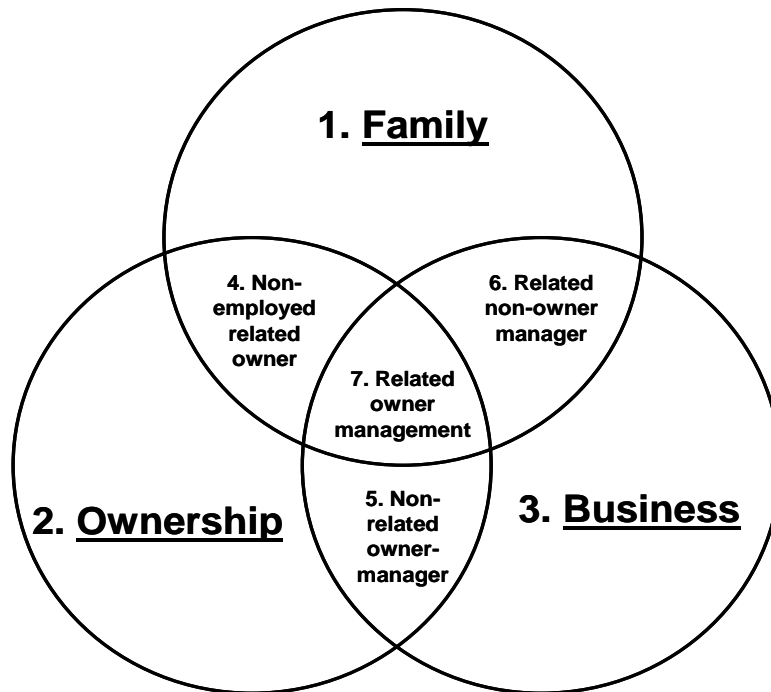 1. Family
4. Non-
employed
related
owner
6. Related
non-owner
manager
7. Related
owner
management
2. Ownership
5. Non-
related
owner-
manager
3. Business